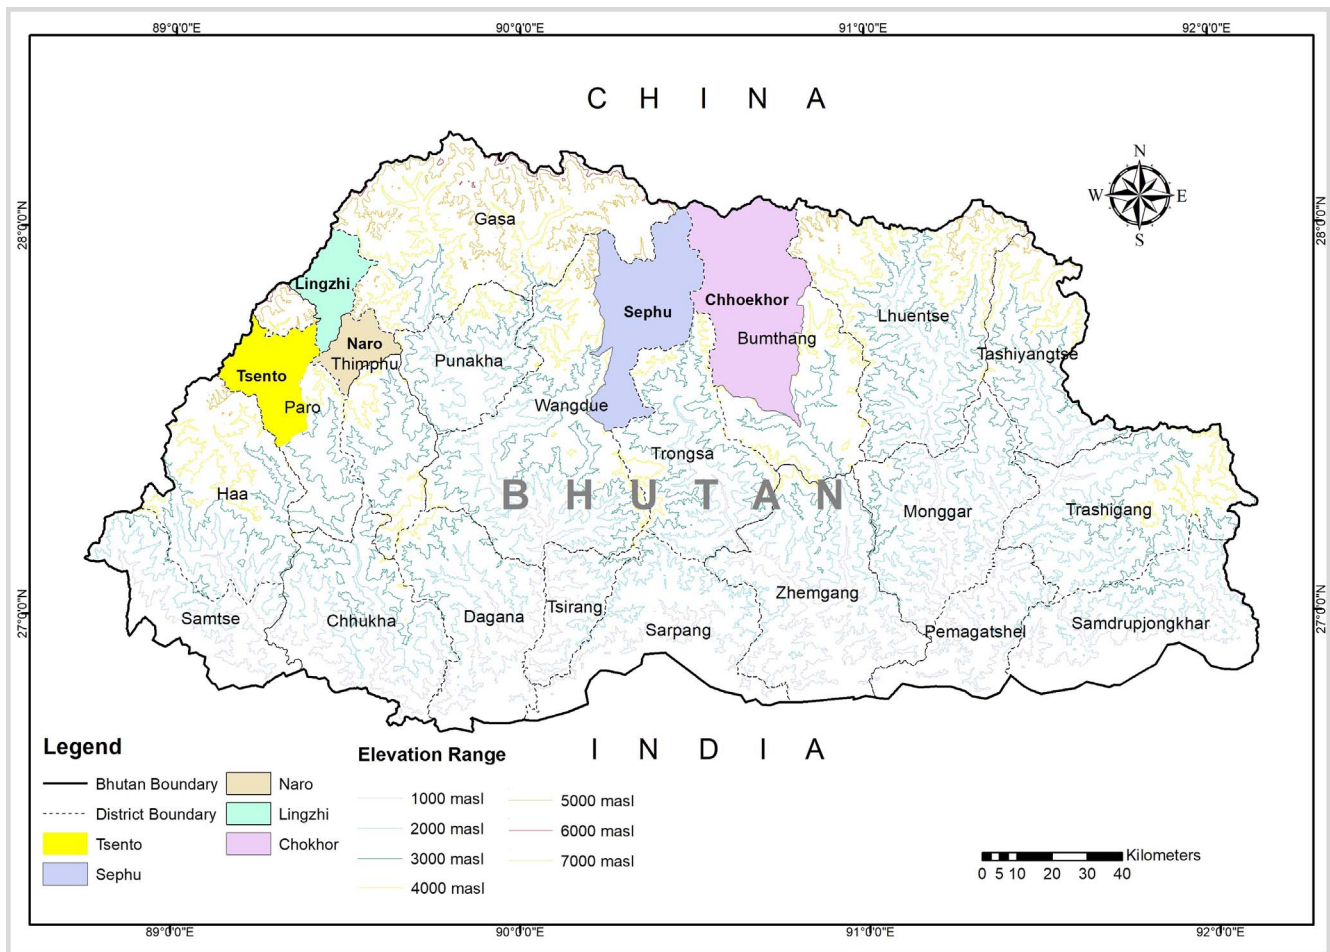 89°0'0"E 90°0'0"E 91°0'0"E 92°0'0"E
C H I N A
N
W E
S
28°0'0"N 28°0'0"N
Gasa
Lingzhi
Chhoekhor
Sephu
Lhuentse
Naro
Bumthang
Thimphu
Punakha
Tashiyangtse
Tsento
Paro
Wangdue
Trongsa
Haa
B H U T A N
Monggar
Trashigang
Zhemgang
27°0'0"N 27°0'0"N
Samtse
Chhukha
Dagana
Tsirang
Sarpang
Pemagatshel
Samdrupjongkhar
I N D I A
Legend
Bhutan Boundary
District Boundary
Tsento
Sephu
Naro
Lingzhi
Chokhor
Elevation Range
1000 masl
2000 masl
3000 masl
4000 masl
5000 masl
6000 masl
7000 masl
Kilometers
0 5 10 20 30 40
89°0'0"E 90°0'0"E 91°0'0"E 92°0'0"E